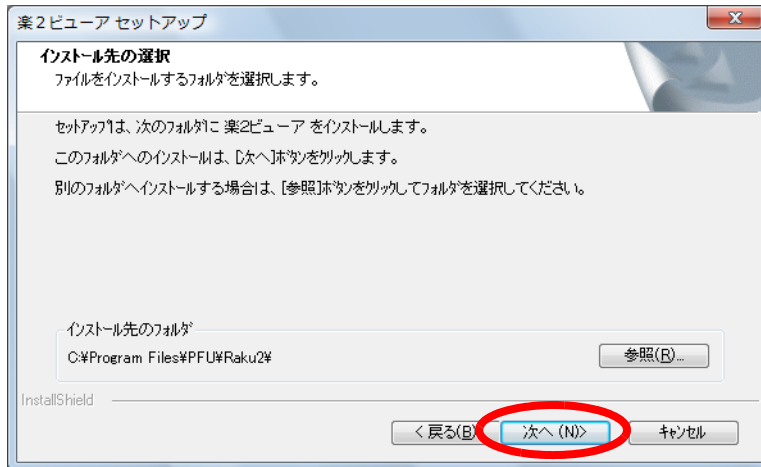 楽2ビューア セットアップ
インストール先の選択
ファイルをインストールするフォルダを選択します。
セットアップは、次のフォルダに 楽2ビューア をインストールします。
このフォルダへのインストールは、[次へ]ボタンをクリックします。
別のフォルダへインストールする場合は、[参照]ボタンをクリックしてフォルダを選択してください。
インストール先のフォルダ
C:¥Program Files¥PFU¥Raku2¥
参照(R)...
InstallShield
< 戻る(B)
次へ (N)>
キャンセル